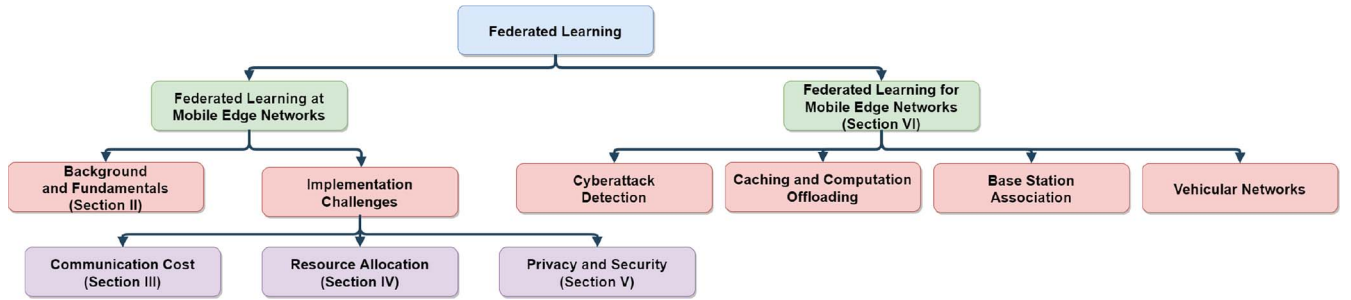 Federated Learning
Federated Learning at
Mobile Edge Networks
Federated Learning for
Mobile Edge Networks
(Section VI)
Background
and Fundamentals
(Section II)
Implementation
Challenges
Cyberattack
Detection
Caching and Computation
Offloading
Base Station
Association
Vehicular Networks
Communication Cost
(Section III)
Resource Allocation
(Section IV)
Privacy and Security
(Section V)